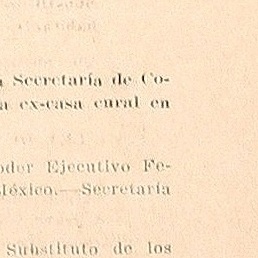 a Secretaría de Co-
a ex-casa cural en
oder Ejecutivo Fe-
México.—Secretaría
Substituto de los